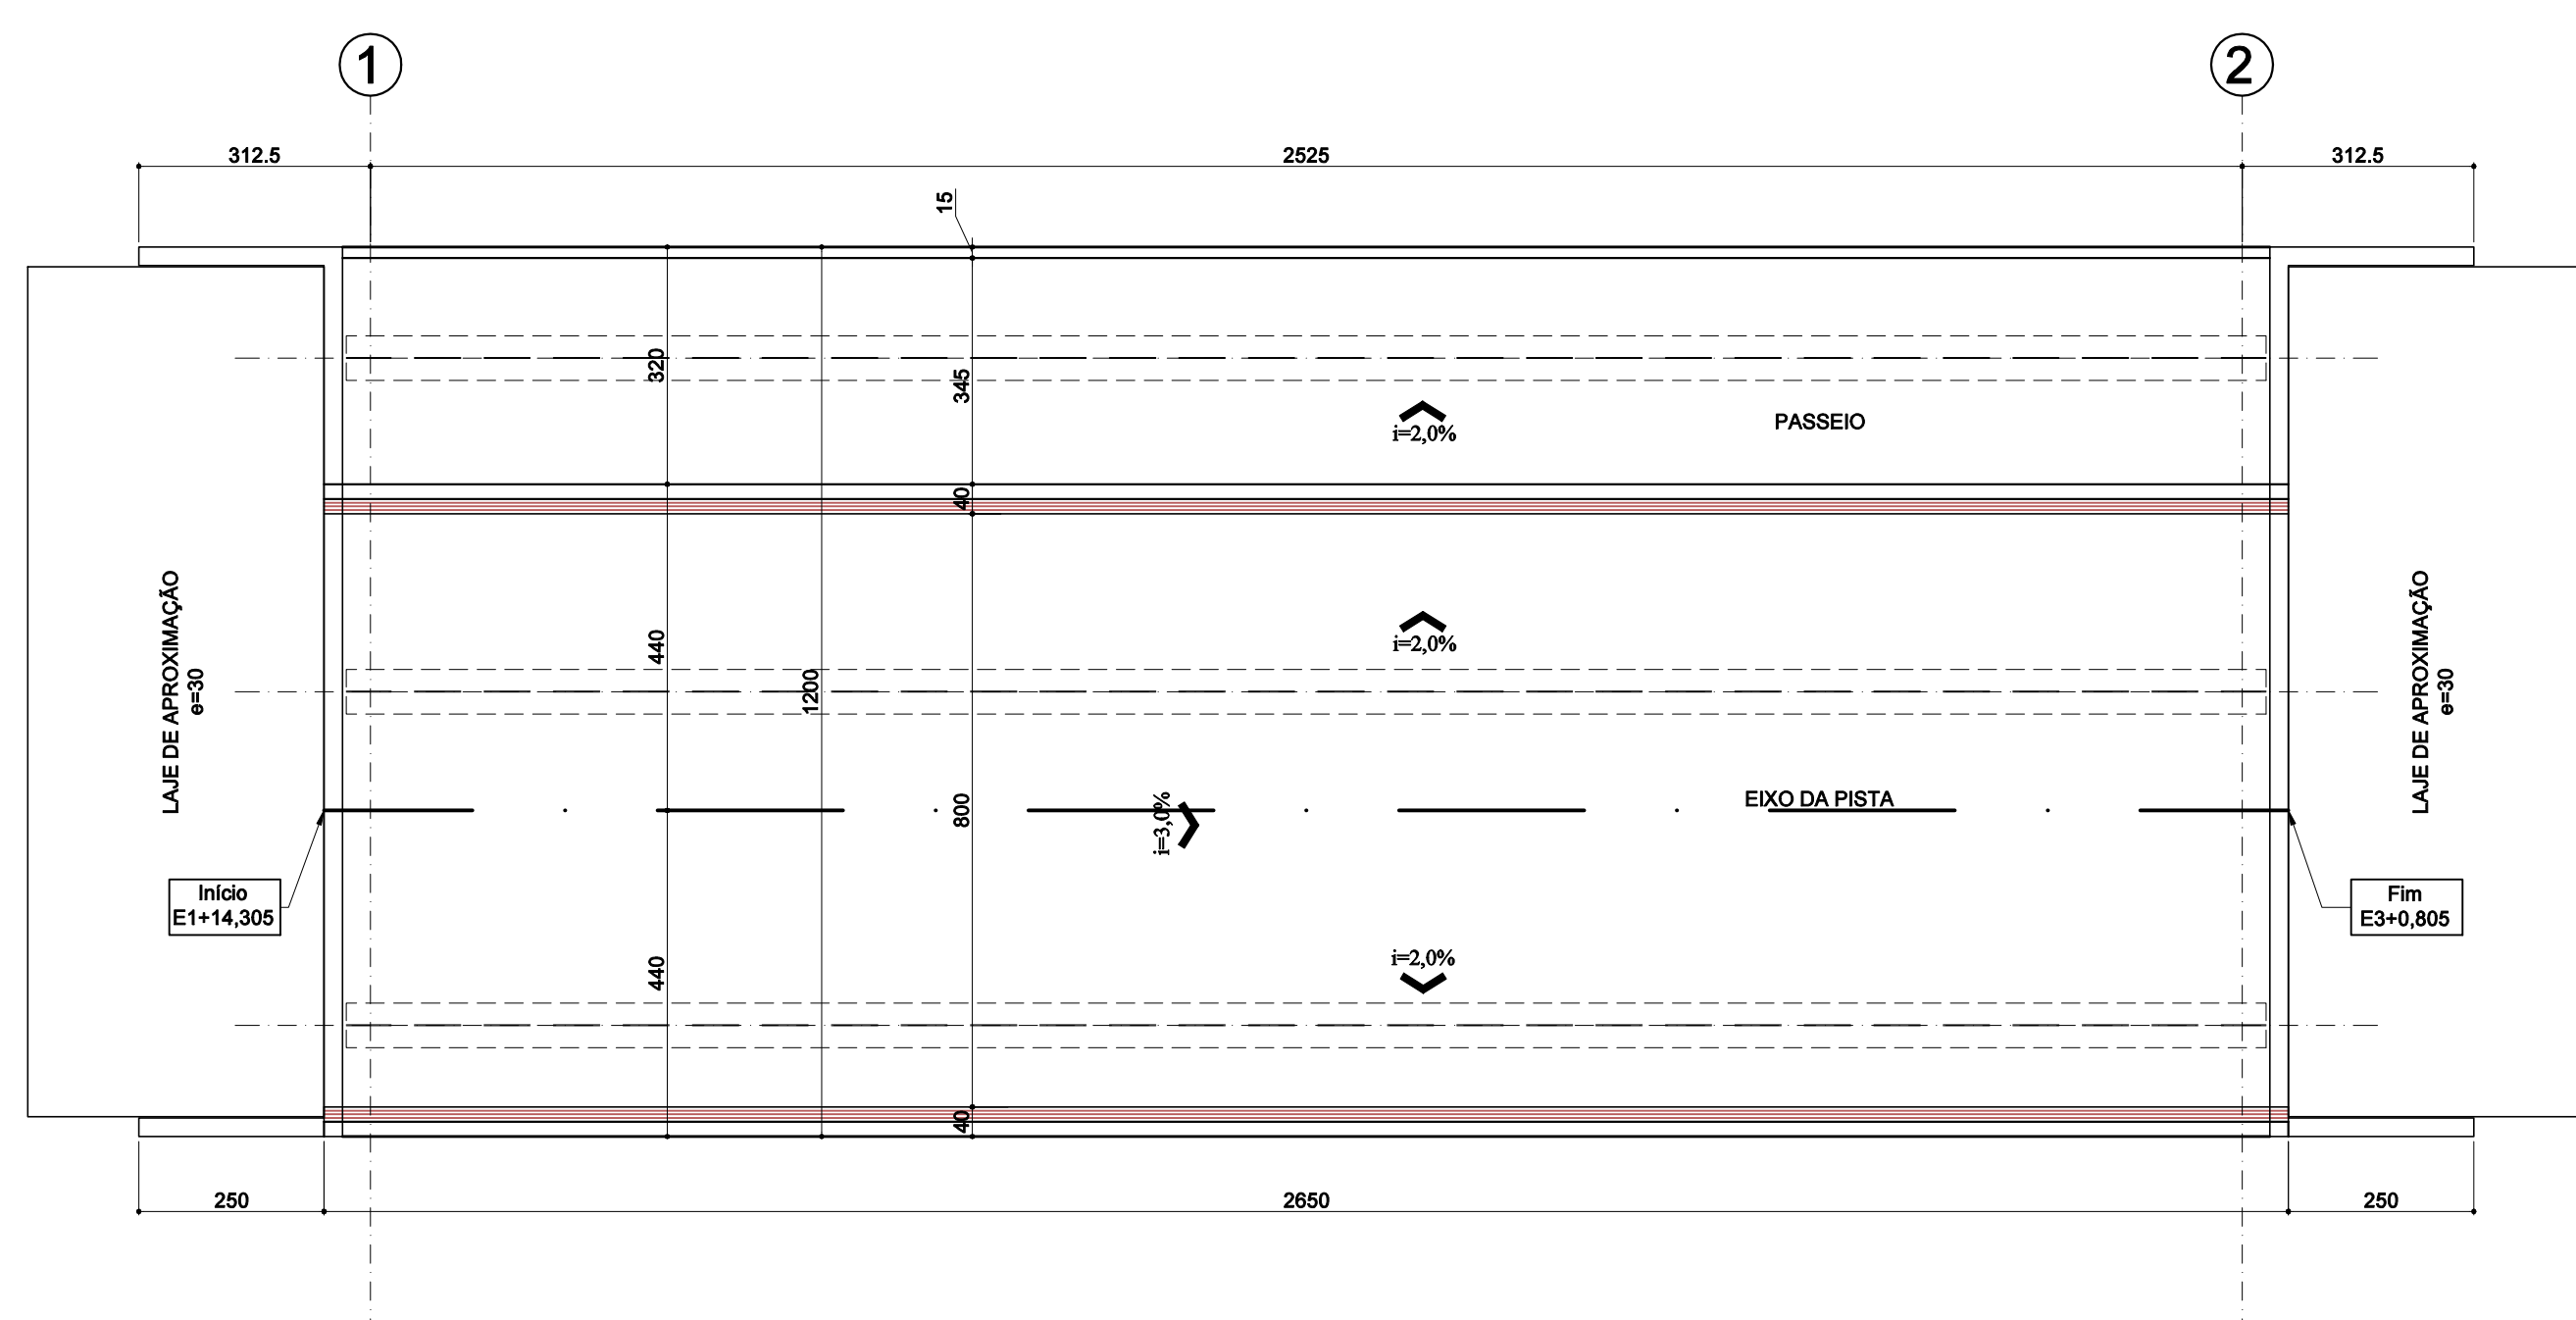 1
2
312.5
2525
312.5
15
320
345
i=2,0%
PASSEIO
40
LAJE DE APROXIMAÇÃO
e=30
440
i=2,0%
1200
800
i=3,0%
EIXO DA PISTA
LAJE DE APROXIMAÇÃO
e=30
Início
E1+14,305
Fim
E3+0,805
440
i=2,0%
40
250
2650
250